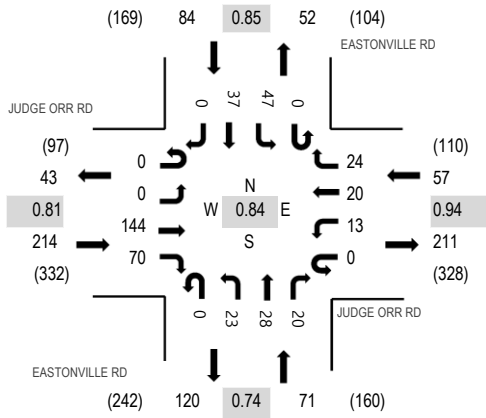 (169) 84 0.85 52 (104)
EASTONVILLE RD
0 37 47 0
JUDGE ORR RD
(97) 0 24 (110)
43 0 20 57
0.81 N 0.94
W 0.84 E
S
144 13
214 70 0 211
(332) (328)
0 23 28 20
JUDGE ORR RD
EASTONVILLE RD
(242) 120 0.74 71 (160)